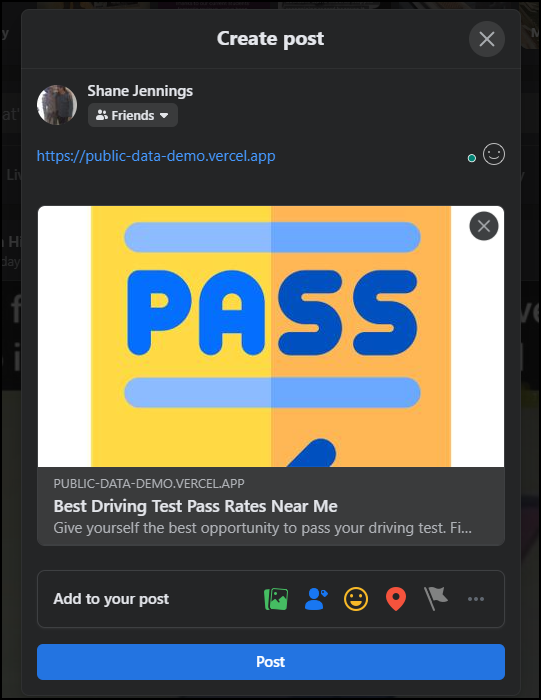 Create post
Shane Jennings
Friends
https://public-data-demo.vercel.app
PASS
PUBLIC-DATA-DEMO.VERCEL.APP
Best Driving Test Pass Rates Near Me
Give yourself the best opportunity to pass your driving test. Fi...
Add to your post
Post